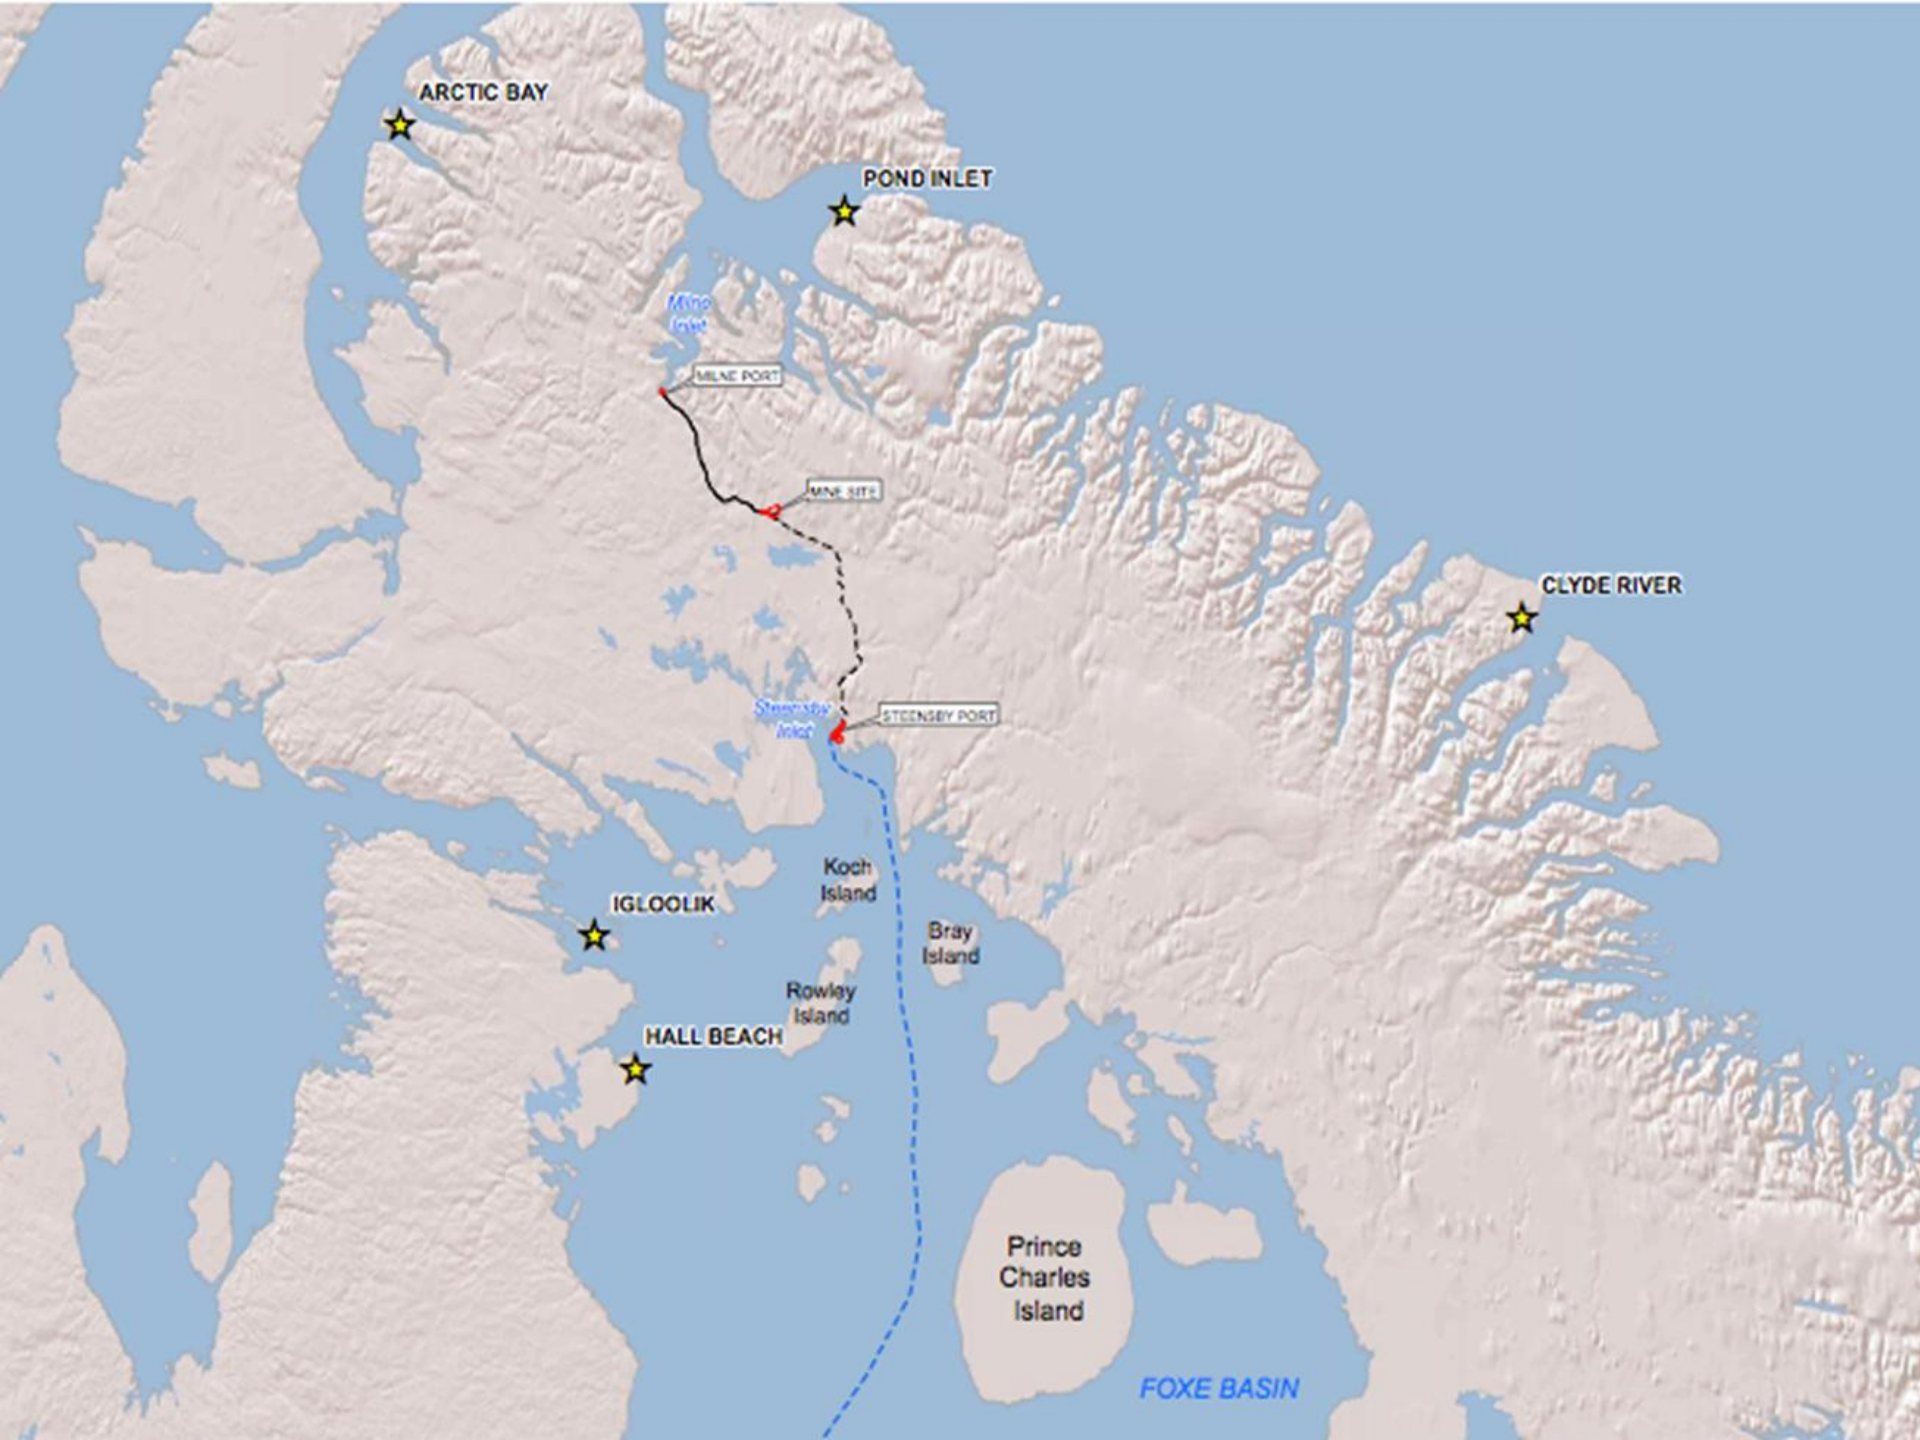 ARCTIC BAY
POND INLET
Milne
Inlet
MILNE PORT
MINE SITE
CLYDE RIVER
Steensby
Inlet
STEENSBY PORT
Koch
Island
IGLOOLIK
Bray
Island
Rowley
Island
HALL BEACH
Prince
Charles
Island
FOXE BASIN